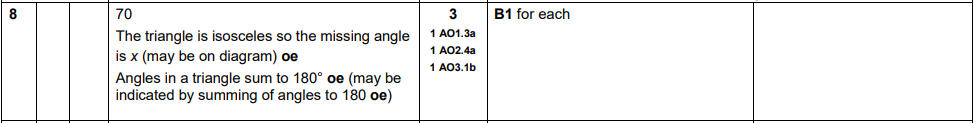 8 70 3 B1 for each
The triangle is isosceles so the missing angle 1 AO1.3a
is x (may be on diagram) oe 1 AO2.4a
Angles in a triangle sum to 180° oe (may be 1 AO3.1b
indicated by summing of angles to 180 oe)